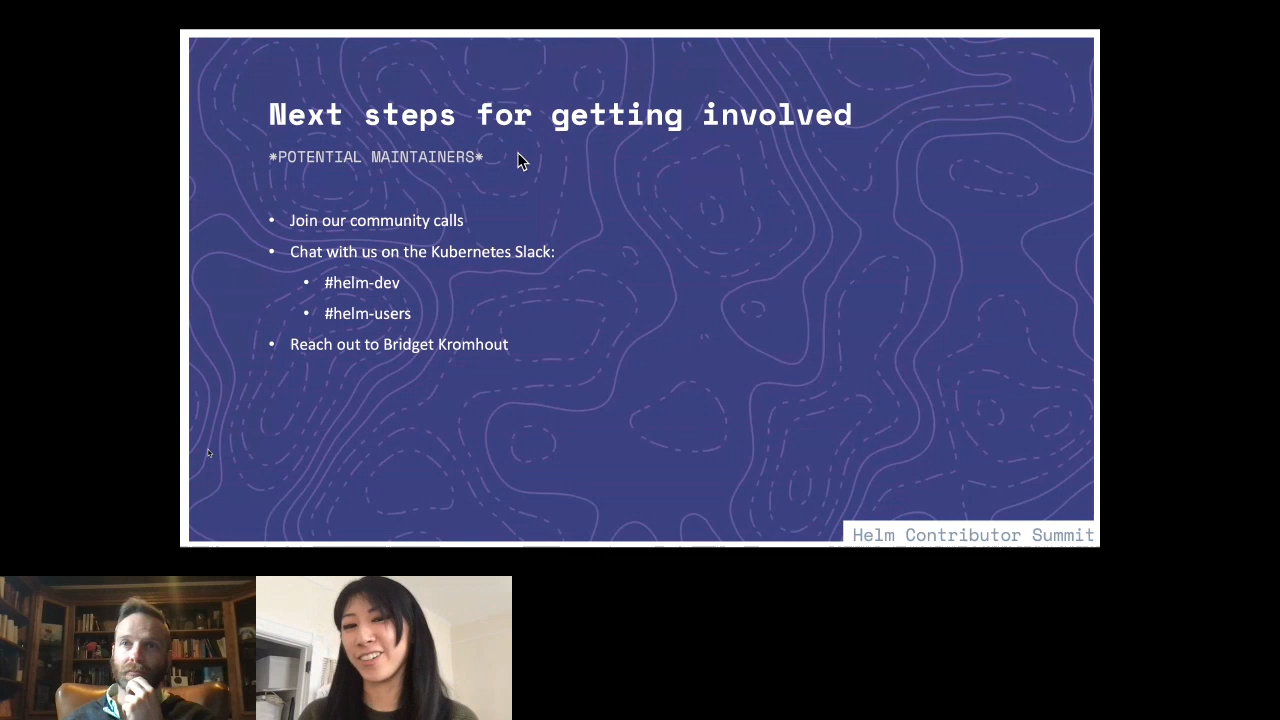 Next steps for getting involved
*POTENTIAL MAINTAINERS*
• Join our community calls
• Chat with us on the Kubernetes Slack:
• #helm-dev
• #helm-users
• Reach out to Bridget Kromhout
Helm Contributor Summit